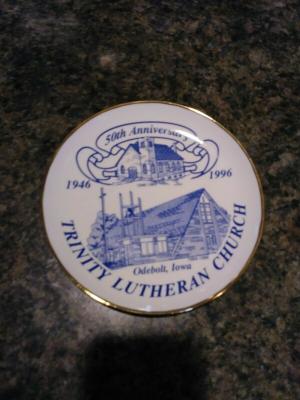 50th Anniversary
1946 1996
Odebolt, Iowa
TRINITY LUTHERAN CHURCH